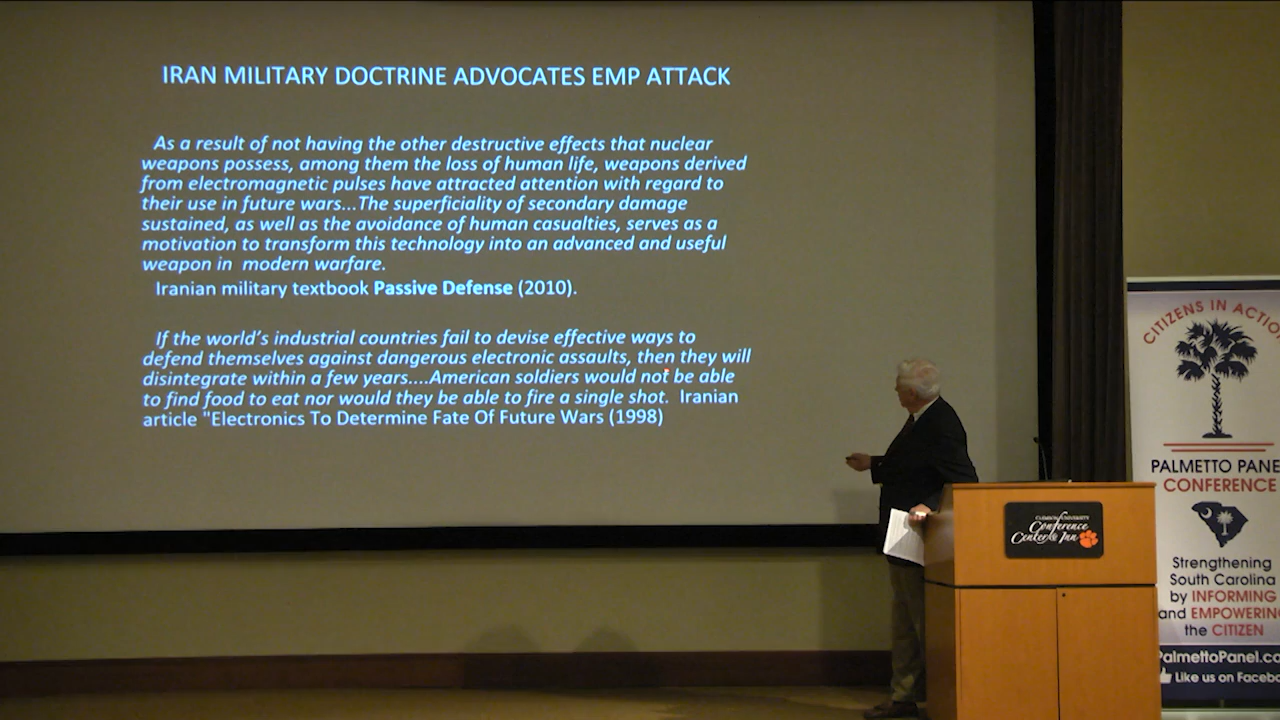 IRAN MILITARY DOCTRINE ADVOCATES EMP ATTACK
As a result of not having the other destructive effects that nuclear
weapons possess, among them the loss of human life, weapons derived
from electromagnetic pulses have attracted attention with regard to
their use in future wars...The superficiality of secondary damage
sustained, as well as the avoidance of human casualties, serves as a
motivation to transform this technology into an advanced and useful
weapon in modern warfare.
Iranian military textbook Passive Defense (2010).
If the world's industrial countries fail to devise effective ways to
defend themselves against dangerous electronic assaults, then they will
disintegrate within a few years....American soldiers would not be able
to find food to eat nor would they be able to fire a single shot. Iranian
article "Electronics To Determine Fate Of Future Wars (1998)
CLEMSON UNIVERSITY
Conference
Center & Inn
CITIZENS IN ACTION
PALMETTO PANE
CONFERENCE
Strengthening
South Carolina
by INFORMING
and EMPOWERING
the CITIZEN
PalmettoPanel.co
Like us on Facebo